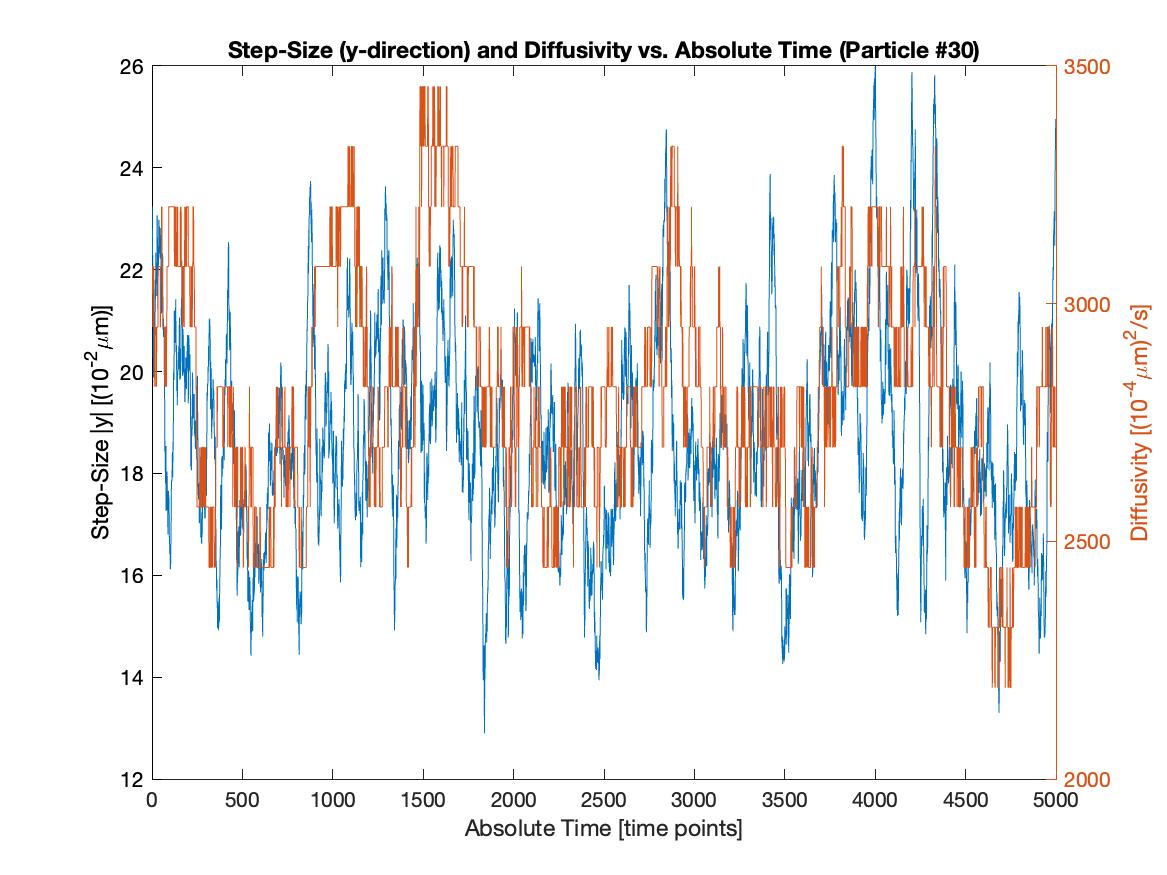 Step-Size (y-direction) and Diffusivity vs. Absolute Time (Particle #30)
26
24
22
20
18
16
14
12
Step-Size |y| [(10⁻² μm)]
3500
3000
2500
2000
Diffusivity [(10⁻⁴ μm)²/s]
0 500 1000 1500 2000 2500 3000 3500 4000 4500 5000
Absolute Time [time points]